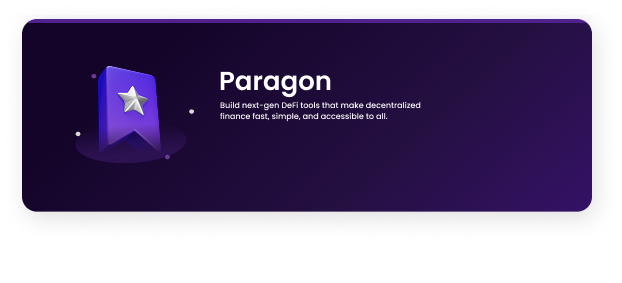 Paragon
Build next-gen DeFi tools that make decentralized
finance fast, simple, and accessible to all.